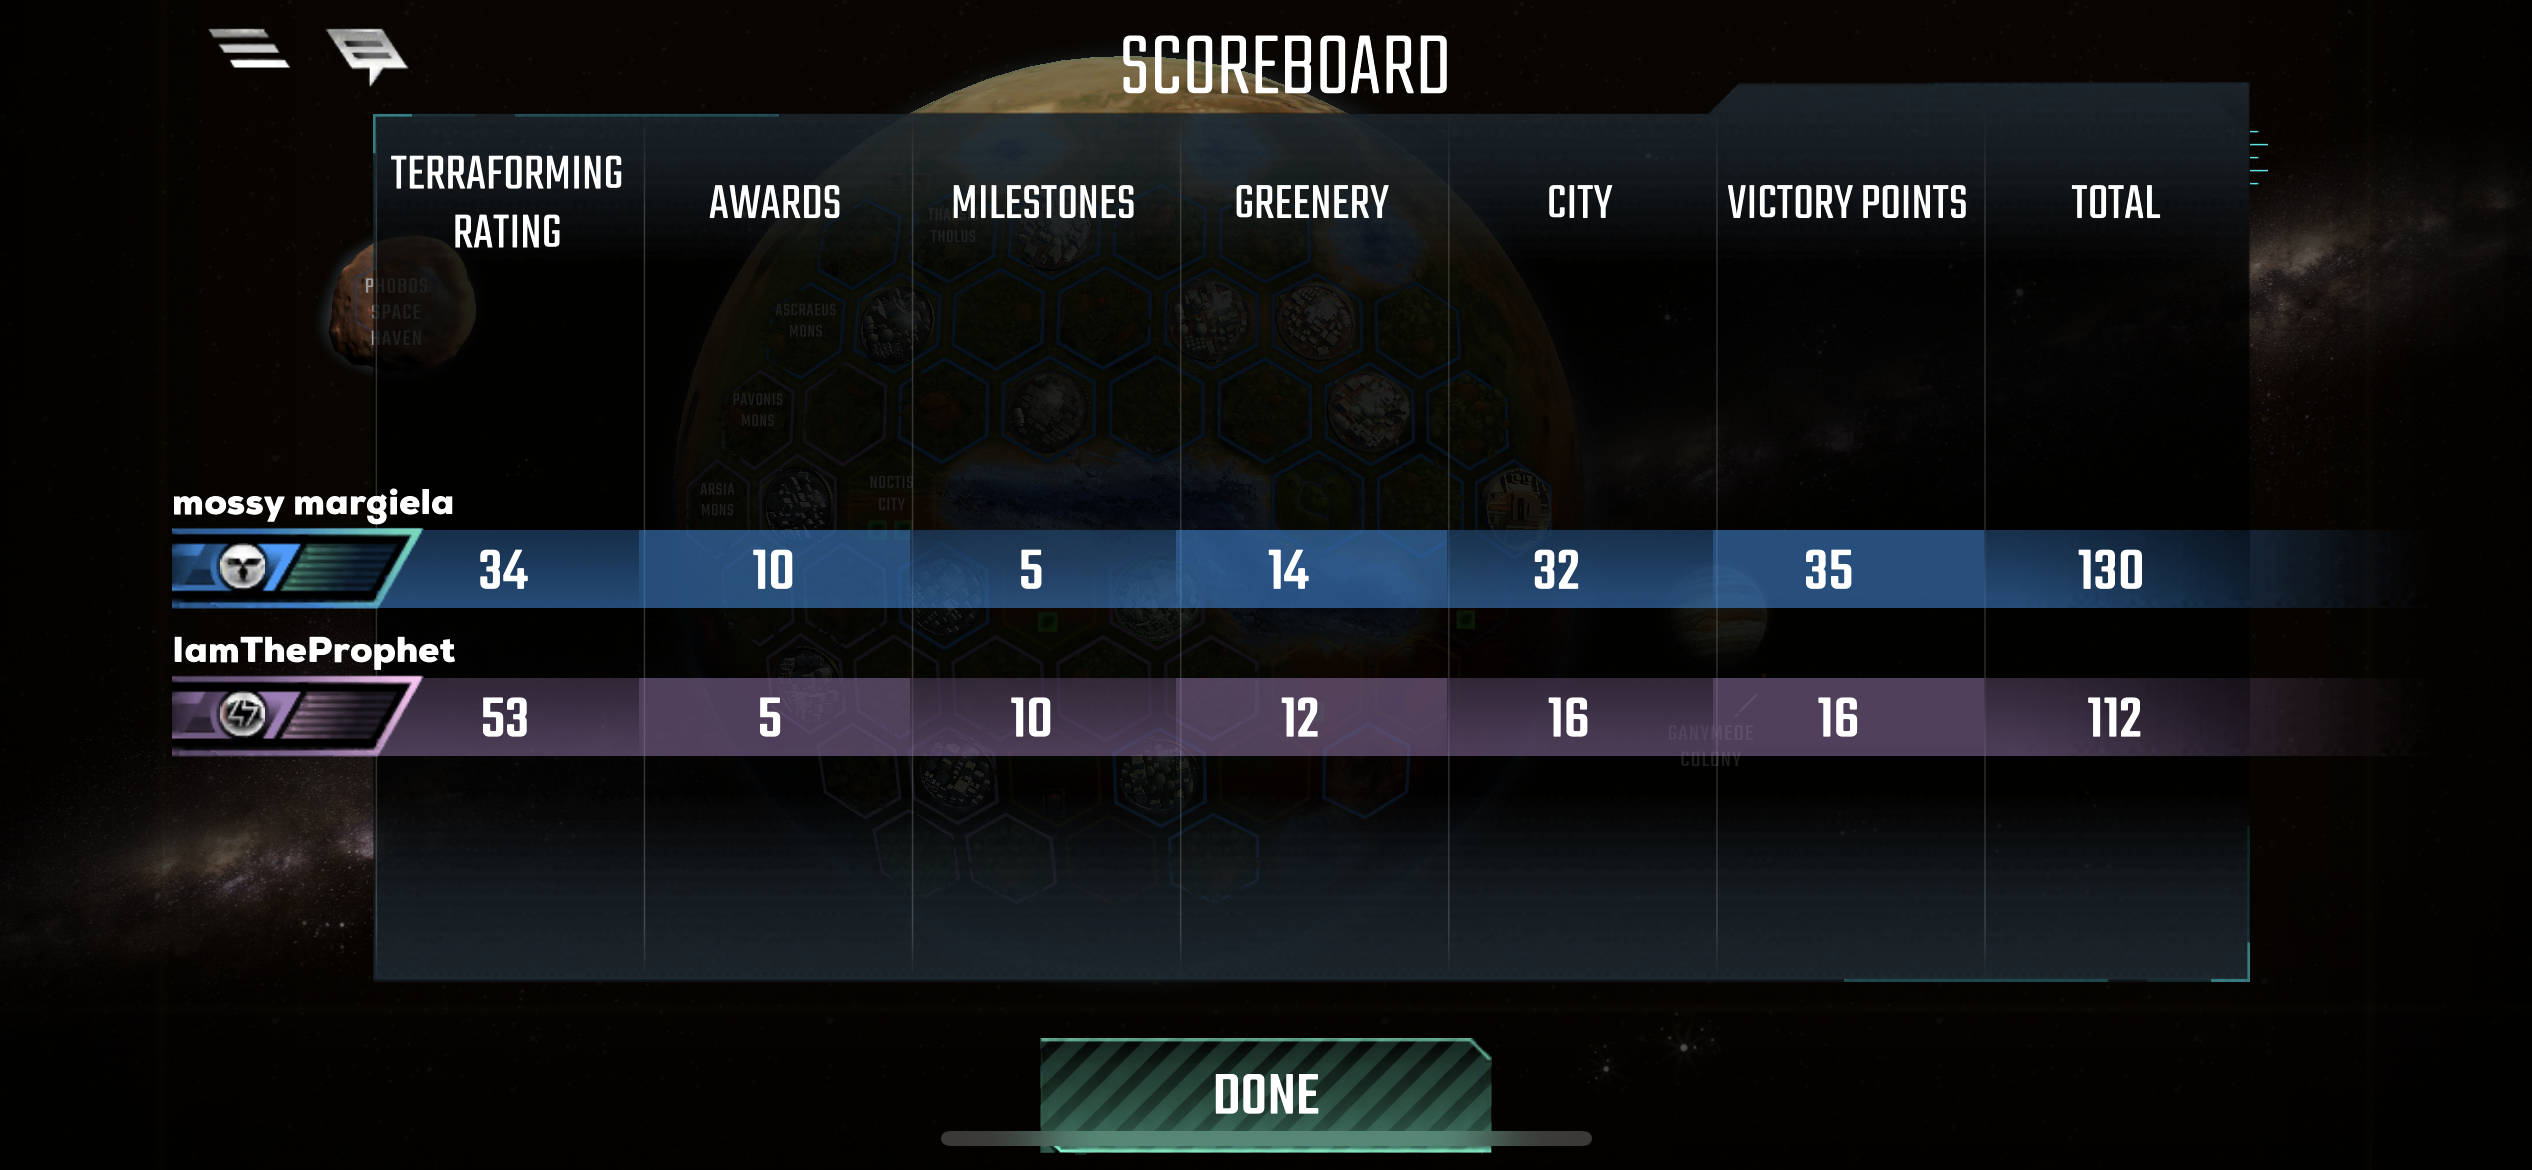 SCOREBOARD
TERRAFORMING
RATING
AWARDS
MILESTONES
GREENERY
CITY
VICTORY POINTS
TOTAL
THA
THOLUS
PHOBOS
SPACE
HAVEN
ASCRAEUS
MONS
PAVONIS
MONS
ARSIA
MONS
NOCTIS
CITY
mossy margiela
34 10 5 14 32 35 130
IamTheProphet
53 5 10 12 16 16 112
GANYMEDE
COLONY
DONE